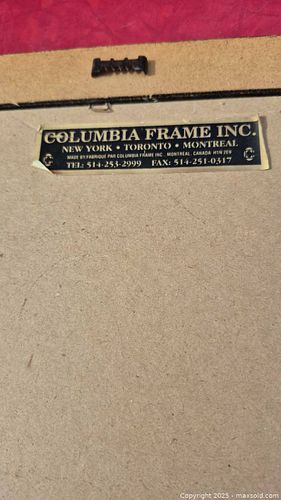 COLUMBIA FRAME INC.
NEW YORK • TORONTO • MONTREAL
MADE BY/FABRIQUÉ PAR COLUMBIA FRAME INC. MONTREAL, CANADA H1N 2E9
TEL: 514-253-2999 FAX: 514-251-0317
Copyright © 2025 - maxsold.com